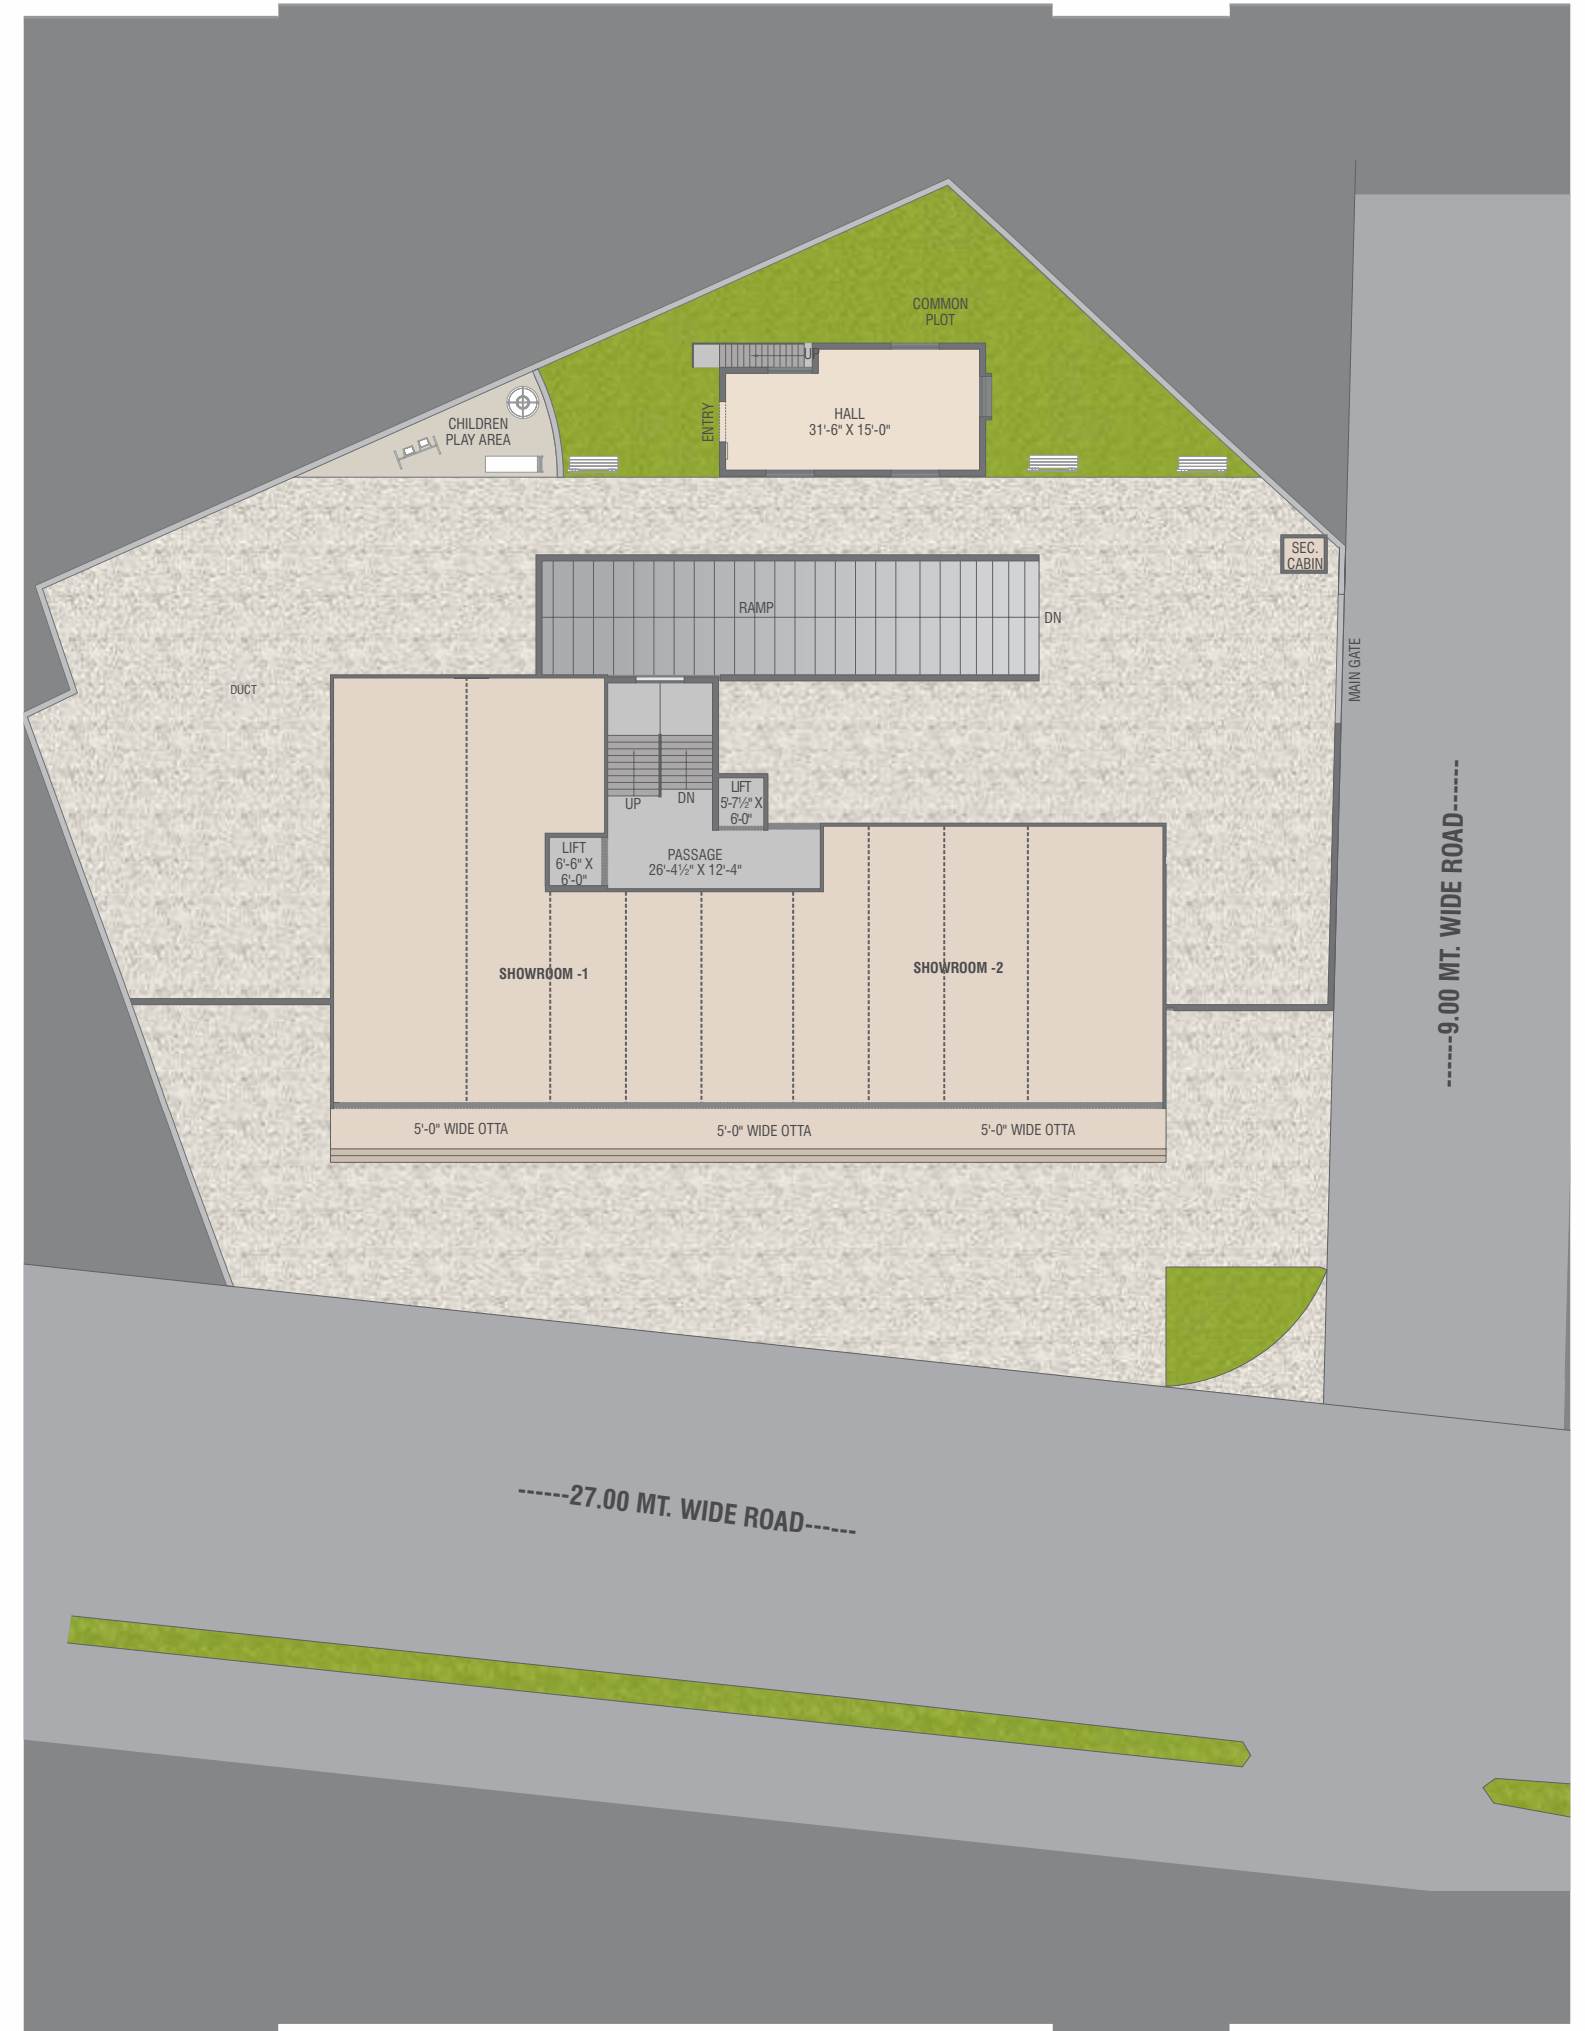 COMMON
PLOT
UP
HALL
31'-6" X 15'-0"
ENTRY
CHILDREN
PLAY AREA
SEC.
CABIN
RAMP
DN
MAIN GATE
DUCT
UP
DN
LIFT
5'-7½" X
6'-0"
LIFT
6'-6" X
6'-0"
PASSAGE
26'-4½" X 12'-4"
SHOWROOM -1
SHOWROOM -2
------9.00 MT. WIDE ROAD------
5'-0" WIDE OTTA
5'-0" WIDE OTTA
5'-0" WIDE OTTA
------27.00 MT. WIDE ROAD------